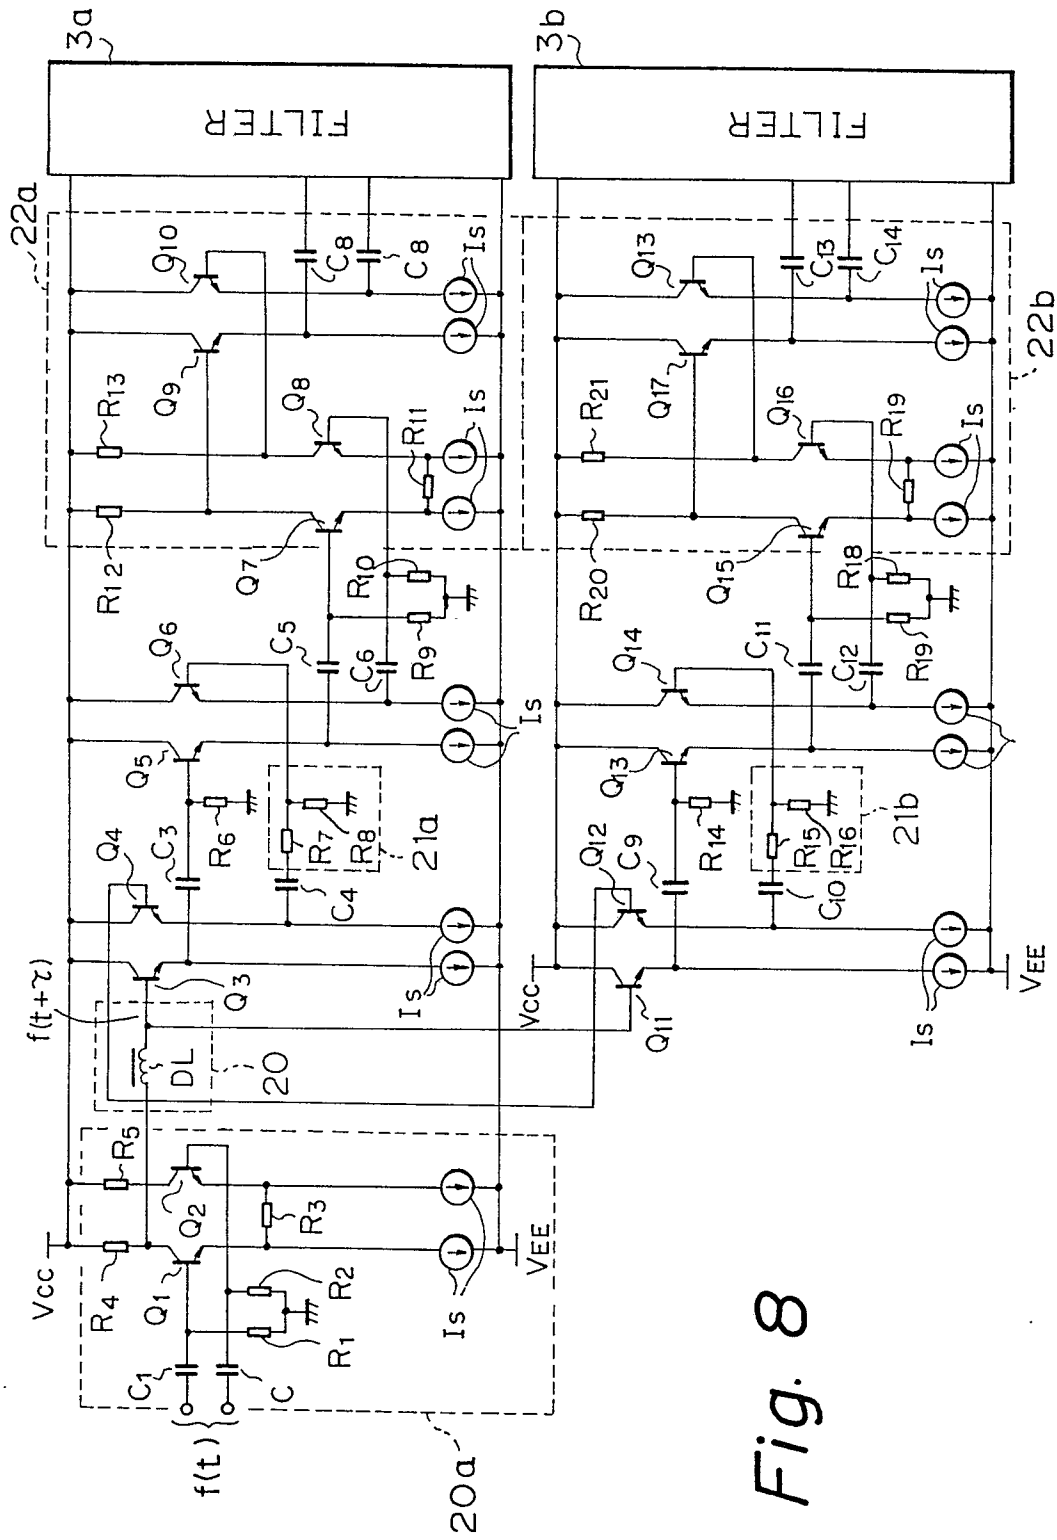 3a
FILTER
22a
Q10
C8
C8
Is
R13
Q9
Q8
R11
Is
R12
Q7
R10
R9
Q6
C5
C6
Is
Q5
R6
R7
R8
21a
Q4
C3
C4
f(t+τ)
Q3
Is
DL
20
R5
Q2
R3
Vcc
R4
Q1
R2
R1
Is
VEE
C1
C
f(t)
20a
3b
FILTER
22b
Q13
C13
C14
Is
R21
Q17
Q16
R19
Is
R20
Q15
R18
R19
Q14
C11
C12
Q13
R14
R15
R16
21b
Q12
C9
C10
Vcc
Q11
Is
VEE
Fig. 8